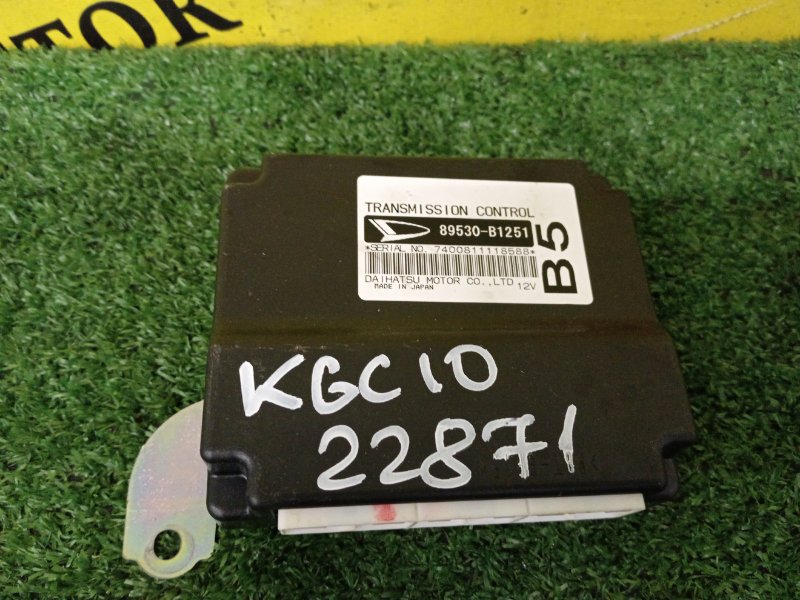 TOR
TRANSMISSION CONTROL
89530-B1251
*SERIAL NO. 7400811118588*
DAIHATSU MOTOR CO.,LTD 12V
MADE IN JAPAN
B5
KGC10
22871